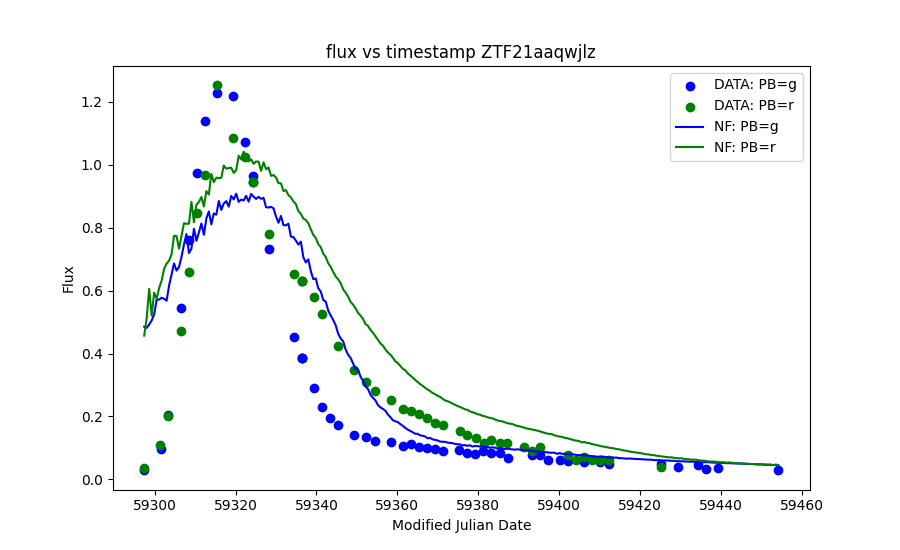 flux vs timestamp ZTF21aaqwjlz
DATA: PB=g
DATA: PB=r
NF: PB=g
NF: PB=r
Flux
1.2
1.0
0.8
0.6
0.4
0.2
0.0
59300 59320 59340 59360 59380 59400 59420 59440 59460
Modified Julian Date